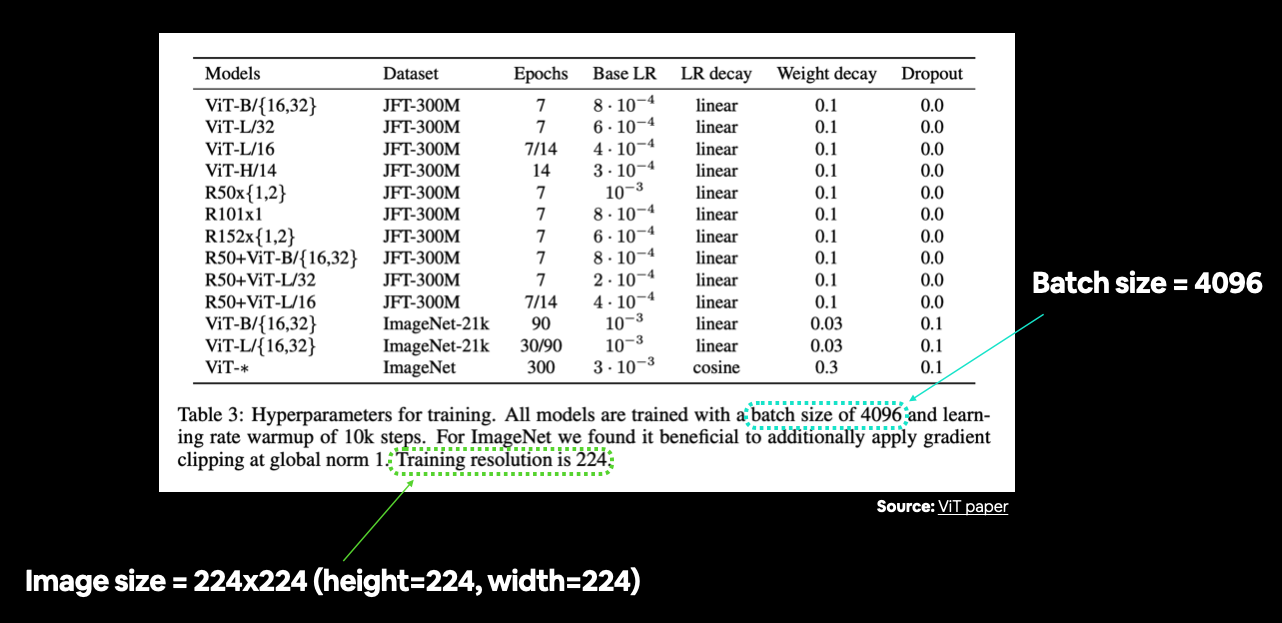 Models Dataset Epochs Base LR LR decay Weight decay Dropout
ViT-B/{16,32} JFT-300M 7 8 · 10⁻⁴ linear 0.1 0.0
ViT-L/32 JFT-300M 7 6 · 10⁻⁴ linear 0.1 0.0
ViT-L/16 JFT-300M 7/14 4 · 10⁻⁴ linear 0.1 0.0
ViT-H/14 JFT-300M 14 3 · 10⁻⁴ linear 0.1 0.0
R50x{1,2} JFT-300M 7 10⁻³ linear 0.1 0.0
R101x1 JFT-300M 7 8 · 10⁻⁴ linear 0.1 0.0
R152x{1,2} JFT-300M 7 6 · 10⁻⁴ linear 0.1 0.0
R50+ViT-B/{16,32} JFT-300M 7 8 · 10⁻⁴ linear 0.1 0.0
R50+ViT-L/32 JFT-300M 7 2 · 10⁻⁴ linear 0.1 0.0
R50+ViT-L/16 JFT-300M 7/14 4 · 10⁻⁴ linear 0.1 0.0
ViT-B/{16,32} ImageNet-21k 90 10⁻³ linear 0.03 0.1
ViT-L/{16,32} ImageNet-21k 30/90 10⁻³ linear 0.03 0.1
ViT-* ImageNet 300 3 · 10⁻³ cosine 0.3 0.1
Batch size = 4096
Table 3: Hyperparameters for training. All models are trained with a batch size of 4096 and learn-
ing rate warmup of 10k steps. For ImageNet we found it beneficial to additionally apply gradient
clipping at global norm 1. Training resolution is 224.
Source: ViT paper
Image size = 224x224 (height=224, width=224)